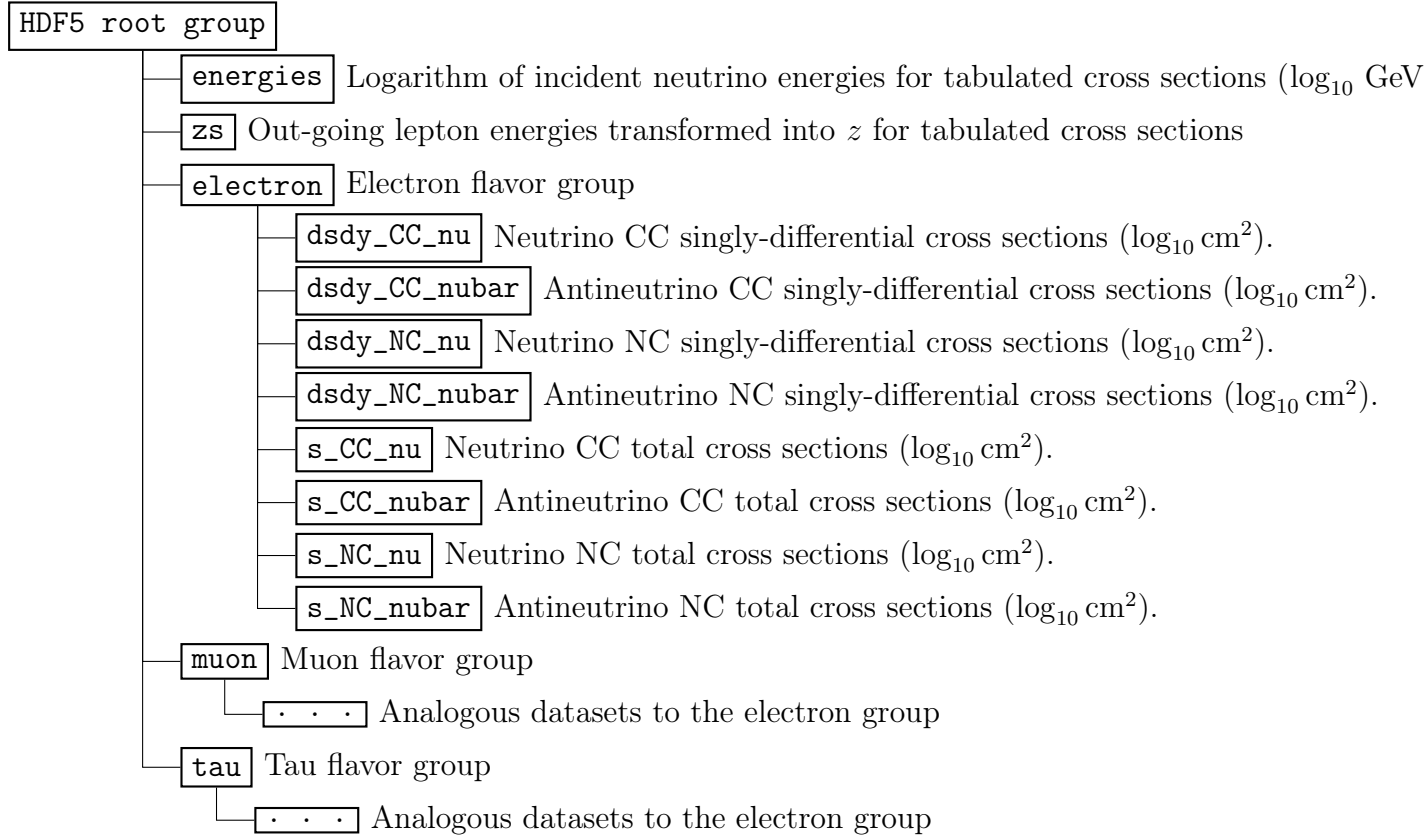 HDF5 root group
energies Logarithm of incident neutrino energies for tabulated cross sections (log₁₀ GeV
zs Out-going lepton energies transformed into z for tabulated cross sections
electron Electron flavor group
dsdy_CC_nu Neutrino CC singly-differential cross sections (log₁₀ cm²).
dsdy_CC_nubar Antineutrino CC singly-differential cross sections (log₁₀ cm²).
dsdy_NC_nu Neutrino NC singly-differential cross sections (log₁₀ cm²).
dsdy_NC_nubar Antineutrino NC singly-differential cross sections (log₁₀ cm²).
s_CC_nu Neutrino CC total cross sections (log₁₀ cm²).
s_CC_nubar Antineutrino CC total cross sections (log₁₀ cm²).
s_NC_nu Neutrino NC total cross sections (log₁₀ cm²).
s_NC_nubar Antineutrino NC total cross sections (log₁₀ cm²).
muon Muon flavor group
. . . Analogous datasets to the electron group
tau Tau flavor group
. . . Analogous datasets to the electron group